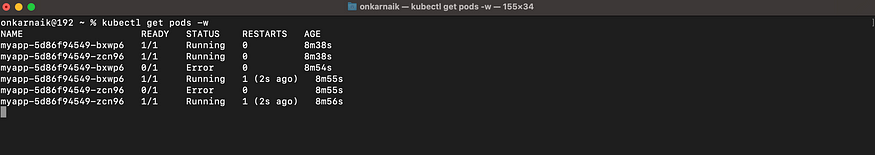 onkarnaik — kubectl get pods -w — 155×34
onkarnaik@192 ~ % kubectl get pods -w
NAME READY STATUS RESTARTS AGE
myapp-5d86f94549-bxwp6 1/1 Running 0 8m38s
myapp-5d86f94549-zcn96 1/1 Running 0 8m38s
myapp-5d86f94549-bxwp6 0/1 Error 0 8m54s
myapp-5d86f94549-bxwp6 1/1 Running 1 (2s ago) 8m55s
myapp-5d86f94549-zcn96 0/1 Error 0 8m55s
myapp-5d86f94549-zcn96 1/1 Running 1 (2s ago) 8m56s